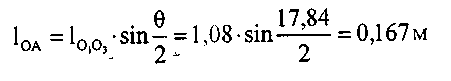 l_OA = l_O₁O₃ · sin θ/2 = 1,08 · sin 17,84/2 = 0,167 м